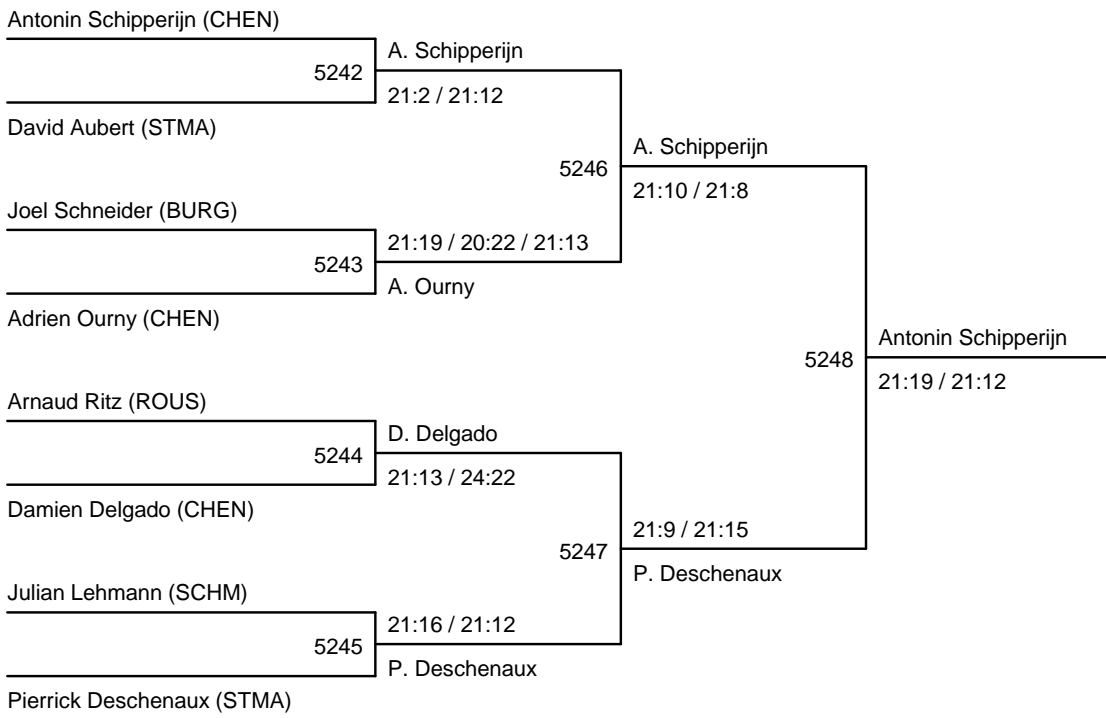 Antonin Schipperijn (CHEN)
5242
A. Schipperijn
21:2 / 21:12
David Aubert (STMA)
5246
A. Schipperijn
21:10 / 21:8
Joel Schneider (BURG)
5243
21:19 / 20:22 / 21:13
A. Ourny
Adrien Ourny (CHEN)
5248
Antonin Schipperijn
21:19 / 21:12
Arnaud Ritz (ROUS)
5244
D. Delgado
21:13 / 24:22
Damien Delgado (CHEN)
5247
21:9 / 21:15
P. Deschenaux
Julian Lehmann (SCHM)
5245
21:16 / 21:12
P. Deschenaux
Pierrick Deschenaux (STMA)